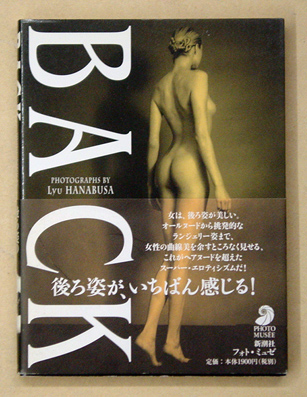 BACK
PHOTOGRAPHS BY
LYU HANABUSA
女は、後ろ姿が美しい。
オールヌードから挑発的な
ランジェリー姿まで。
女性の曲線美を余すところなく見せる、
これがヘアヌードを超えた
スーパー・エロティシズムだ!
後ろ姿が、いちばん感じる!
PHOTO
MUSÉE
新潮社
フォト・ミュゼ
定価:本体1900円(税別)